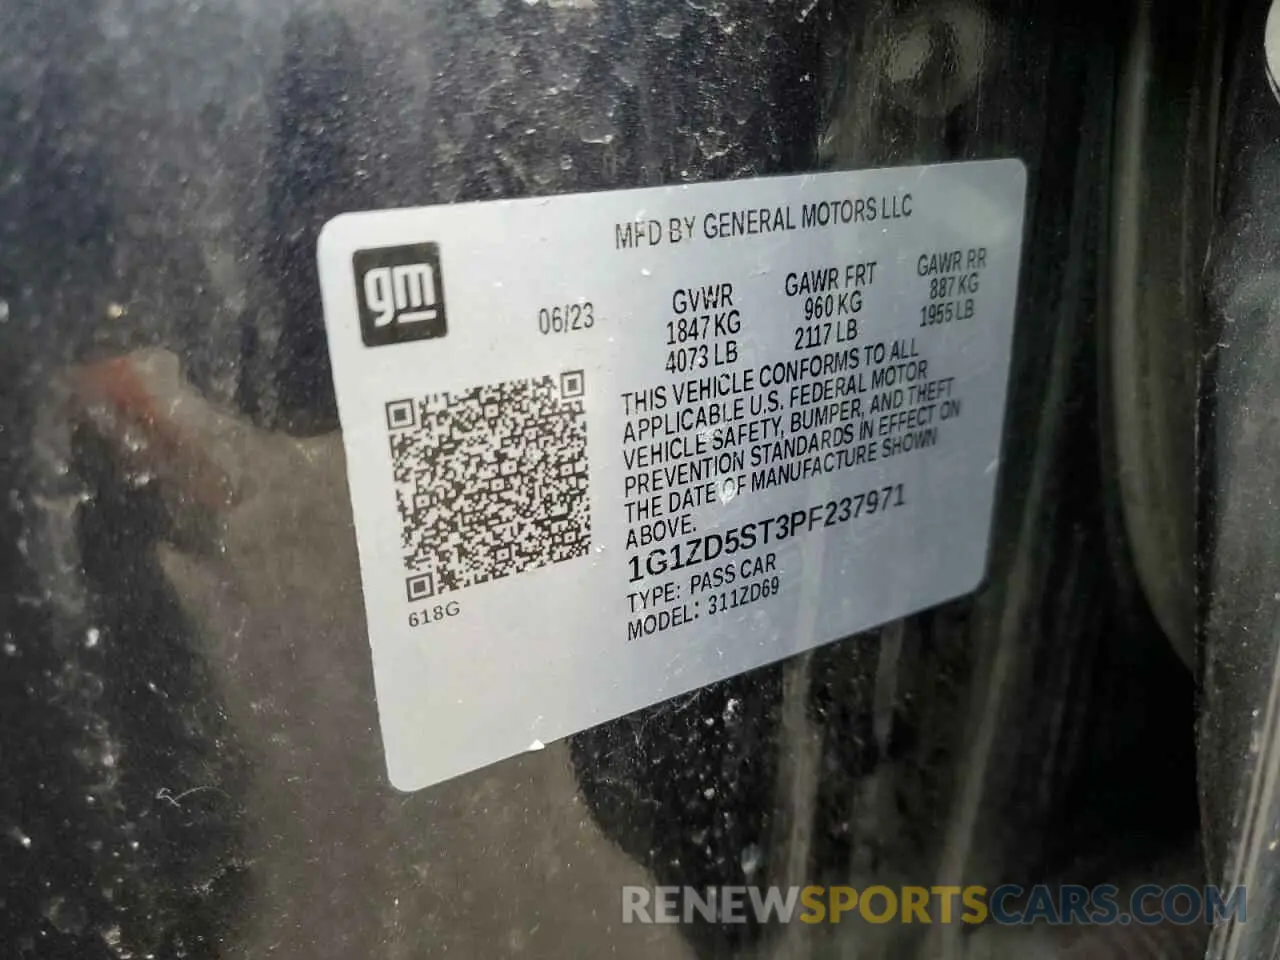 MFD BY GENERAL MOTORS LLC
gm
06/23
GVWR
1847 KG
4073 LB
GAWR FRT
960 KG
2117 LB
GAWR RR
887 KG
1955 LB
THIS VEHICLE CONFORMS TO ALL
APPLICABLE U.S. FEDERAL MOTOR
VEHICLE SAFETY, BUMPER, AND THEFT
PREVENTION STANDARDS IN EFFECT ON
THE DATE OF MANUFACTURE SHOWN
ABOVE.
1G1ZD5ST3PF237971
TYPE: PASS CAR
MODEL: 311ZD69
618G
RENEWSPORTSCARS.COM